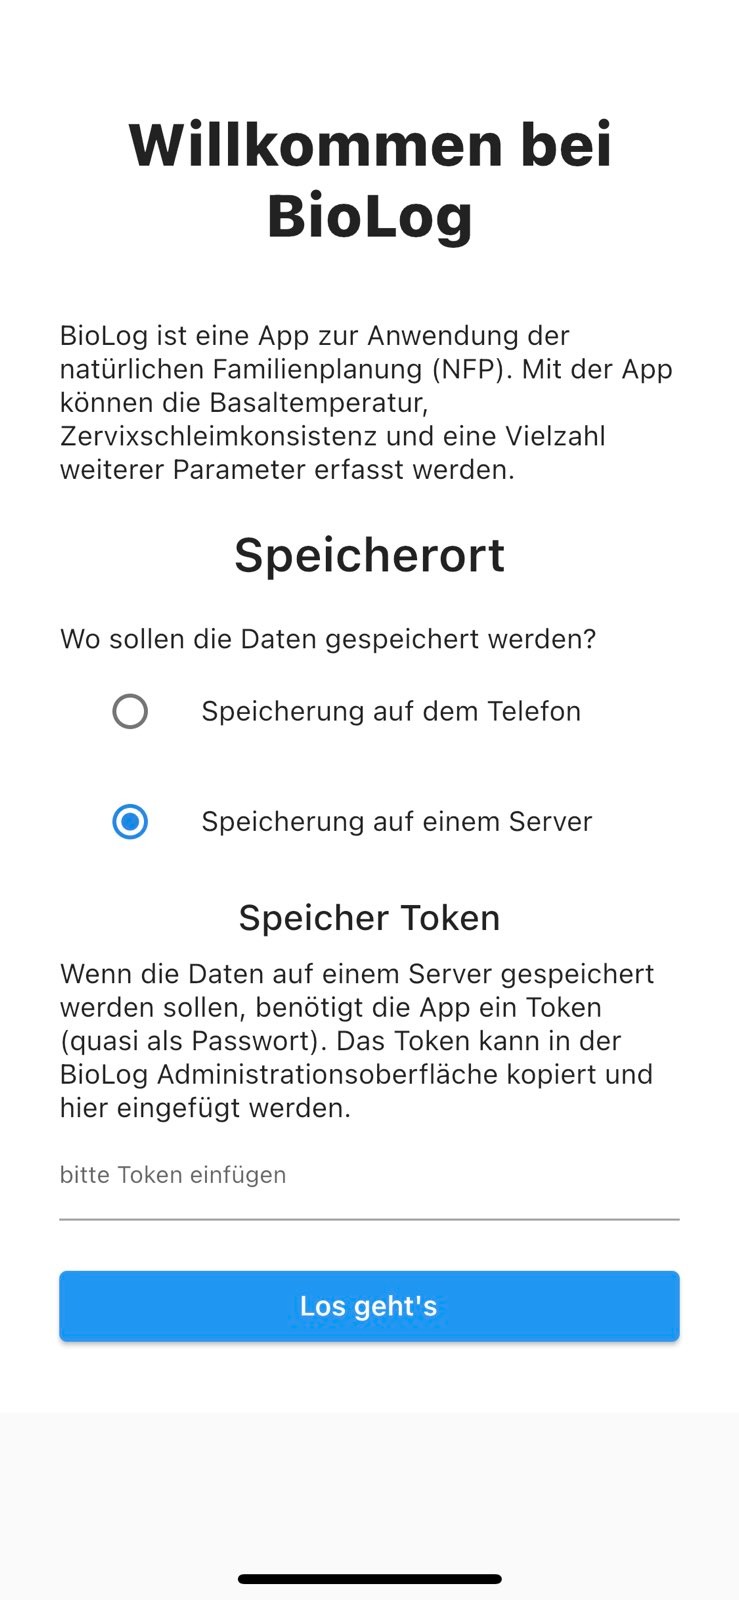 Willkommen bei
BioLog
BioLog ist eine App zur Anwendung der
natürlichen Familienplanung (NFP). Mit der App
können die Basaltemperatur,
Zervixschleimkonsistenz und eine Vielzahl
weiterer Parameter erfasst werden.
Speicherort
Wo sollen die Daten gespeichert werden?
Speicherung auf dem Telefon
Speicherung auf einem Server
Speicher Token
Wenn die Daten auf einem Server gespeichert
werden sollen, benötigt die App ein Token
(quasi als Passwort). Das Token kann in der
BioLog Administrationsoberfläche kopiert und
hier eingefügt werden.
bitte Token einfügen
Los geht's